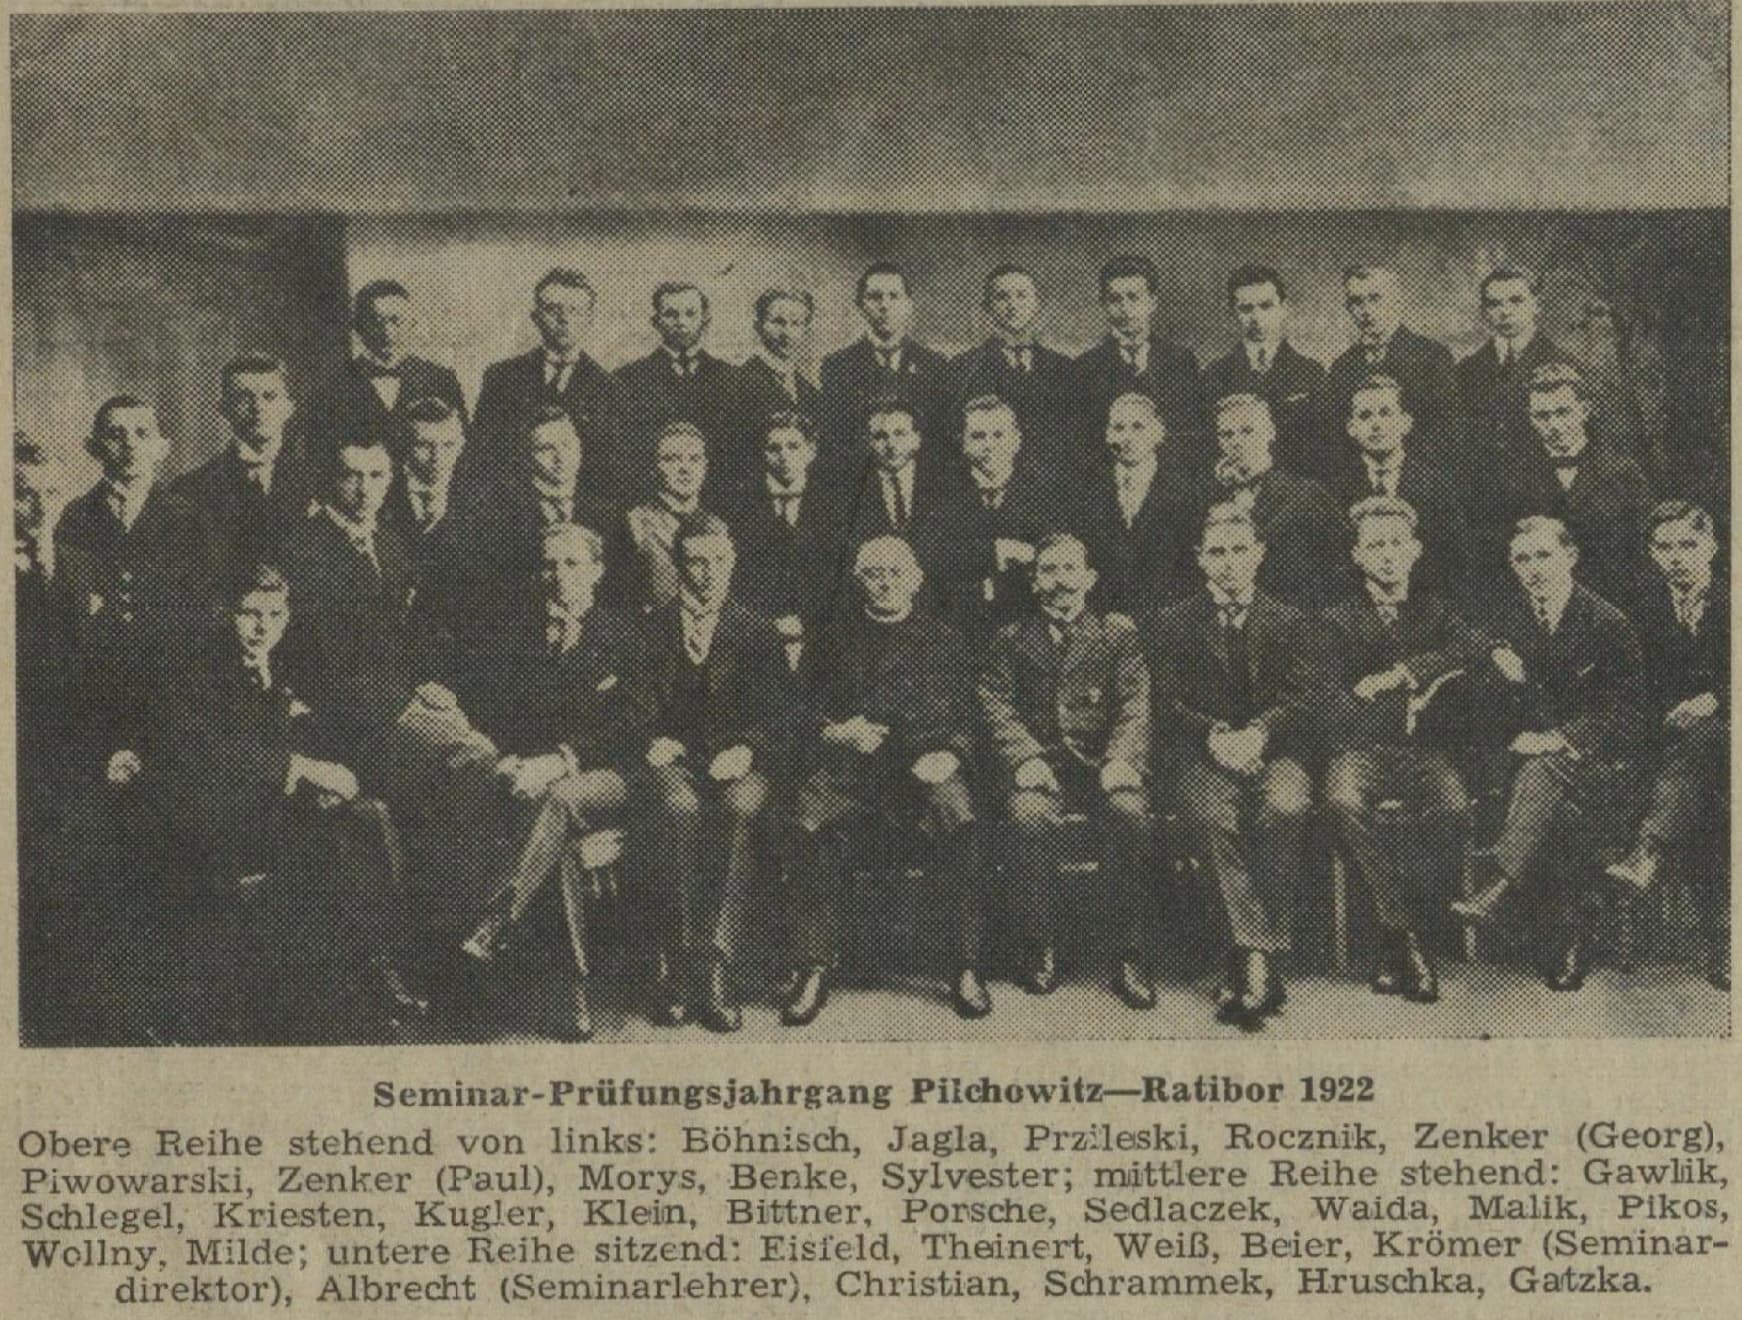 Seminar-Prüfungsjahrgang Pilchowitz—Ratibor 1922
Obere Reihe stehend von links: Böhnisch, Jagla, Przileski, Rocznik, Zenker (Georg),
Piwowarski, Zenker (Paul), Morys, Benke, Sylvester; mittlere Reihe stehend: Gawlik,
Schlegel, Kriesten, Kugler, Klein, Bittner, Porsche, Sedlaczek, Waida, Malik, Pikos,
Wollny, Milde; untere Reihe sitzend: Eisfeld, Theinert, Weiß, Beier, Krömer (Seminar-
direktor), Albrecht (Seminarlehrer), Christian, Schrammek, Hruschka, Gatzka.